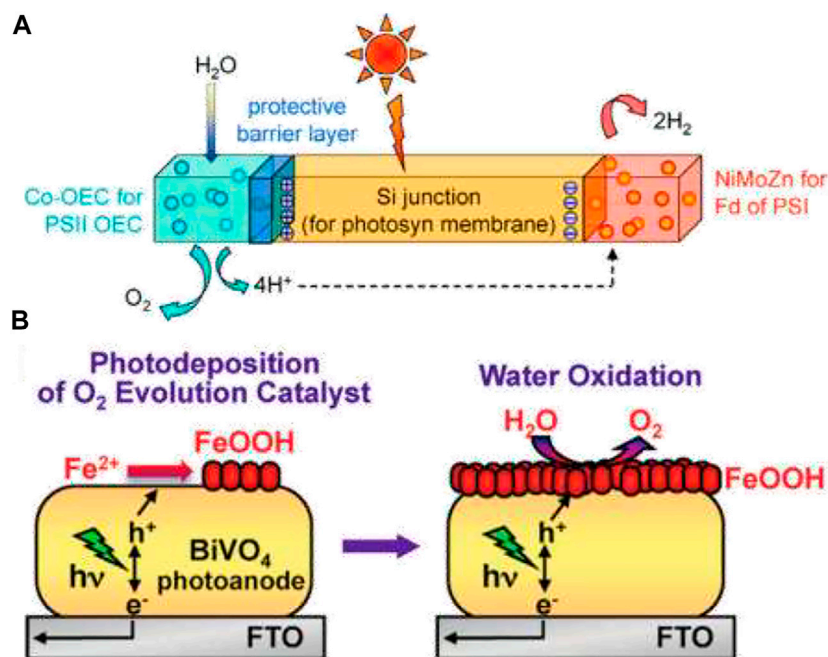 A
H₂O
protective
barrier layer
2H₂
Co-OEC for
PSII OEC
Si junction
(for photosyn membrane)
NiMoZn for
Fd of PSI
O₂
4H⁺
B
Photodeposition
of O₂ Evolution Catalyst
Water Oxidation
FeOOH
Fe²⁺
H₂O
O₂
FeOOH
h⁺
hν
BiVO₄
photoanode
e⁻
FTO
h⁺
hν
e⁻
FTO